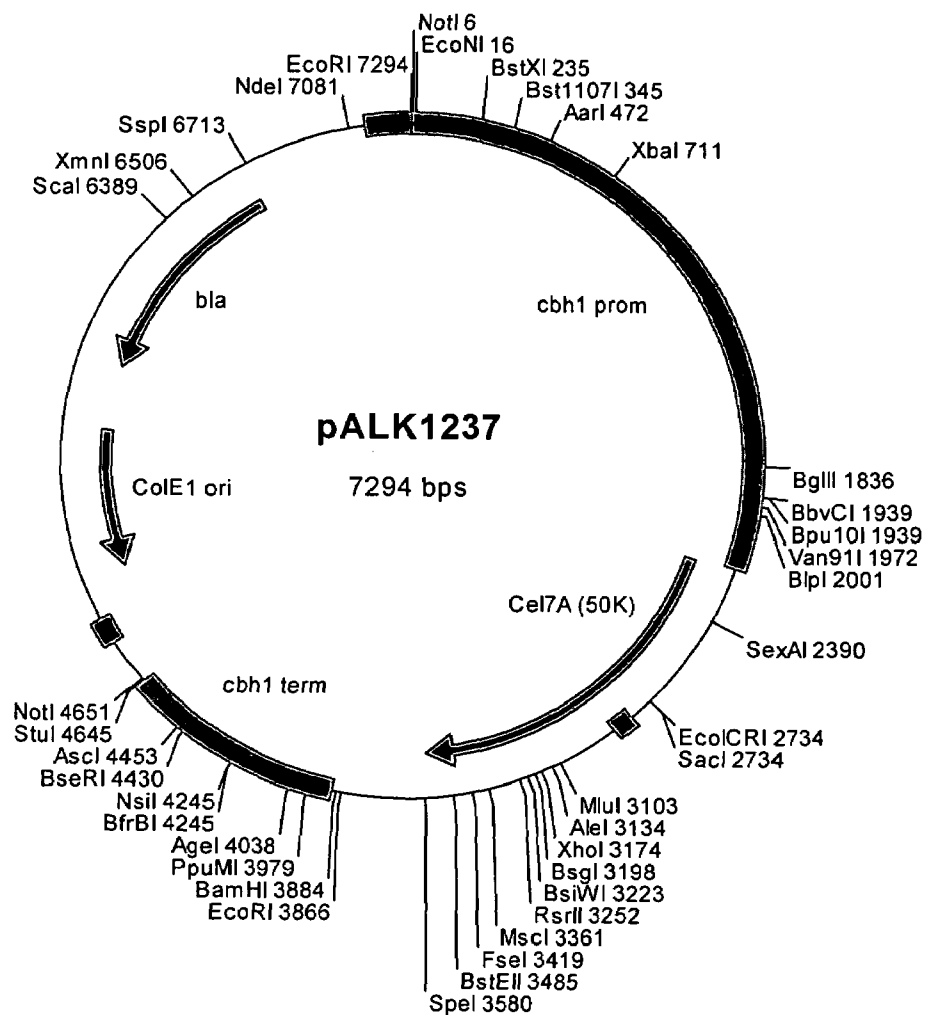 NotI 6
EcoNI 16
EcoRI 7294
BstXI 235
NdeI 7081
Bst1107I 345
AarI 472
SspI 6713
XbaI 711
XmnI 6506
ScaI 6389
bla
cbh1 prom
pALK1237
7294 bps
ColE1 ori
BglII 1836
BbvCI 1939
Bpu10I 1939
Van91I 1972
BlpI 2001
Cel7A (50K)
SexAI 2390
cbh1 term
NotI 4651
StuI 4645
AscI 4453
BseRI 4430
NsiI 4245
BfrBI 4245
AgeI 4038
PpuMI 3979
BamHI 3884
EcoRI 3866
EcoICRI 2734
SacI 2734
MluI 3103
AleI 3134
XhoI 3174
BsgI 3198
BsiWI 3223
RsrII 3252
MscI 3361
FseI 3419
BstEII 3485
SpeI 3580